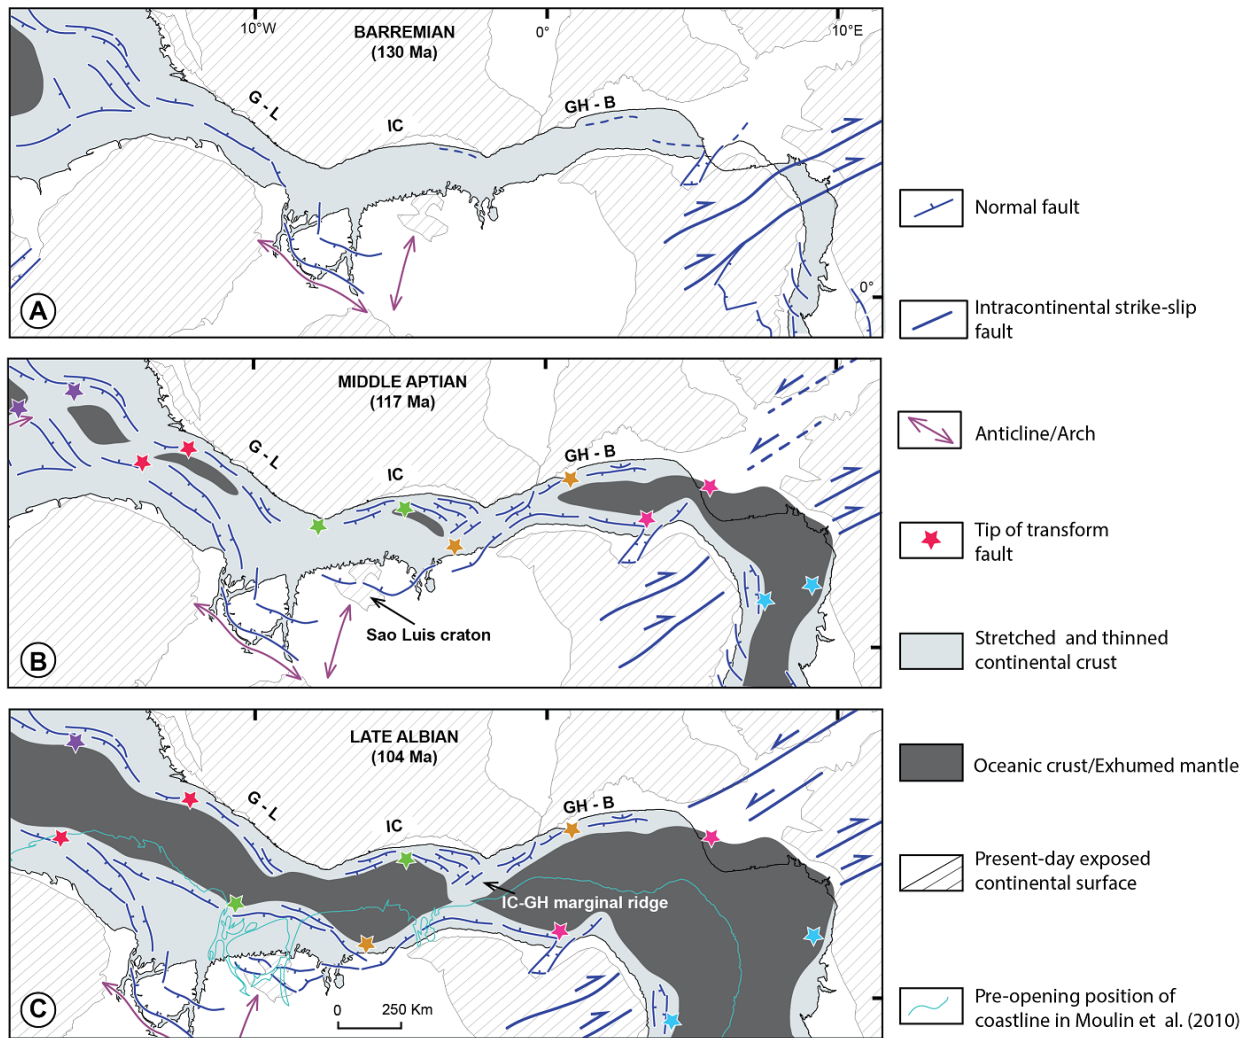 10°W
BARREMIAN
(130 Ma)
0°
10°E
G - L
IC
GH - B
0°
A
MIDDLE APTIAN
(117 Ma)
G - L
IC
GH - B
Sao Luis craton
B
LATE ALBIAN
(104 Ma)
G - L
IC
GH - B
IC-GH marginal ridge
0
250 Km
C
Normal fault
Intracontinental strike-slip
fault
Anticline/Arch
Tip of transform
fault
Stretched and thinned
continental crust
Oceanic crust/Exhumed mantle
Present-day exposed
continental surface
Pre-opening position of
coastline in Moulin et al. (2010)